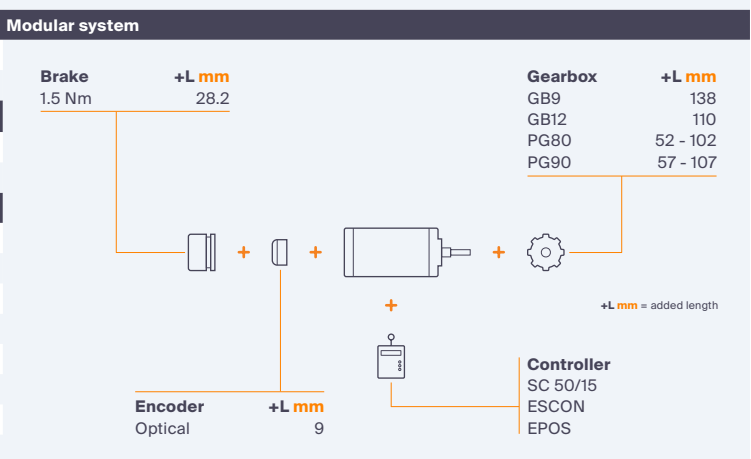 Modular system
Brake +L mm
1.5 Nm 28.2
Gearbox +L mm
GB9 138
GB12 110
PG80 52 - 102
PG90 57 - 107
+L mm = added length
Encoder +L mm
Optical 9
Controller
SC 50/15
ESCON
EPOS